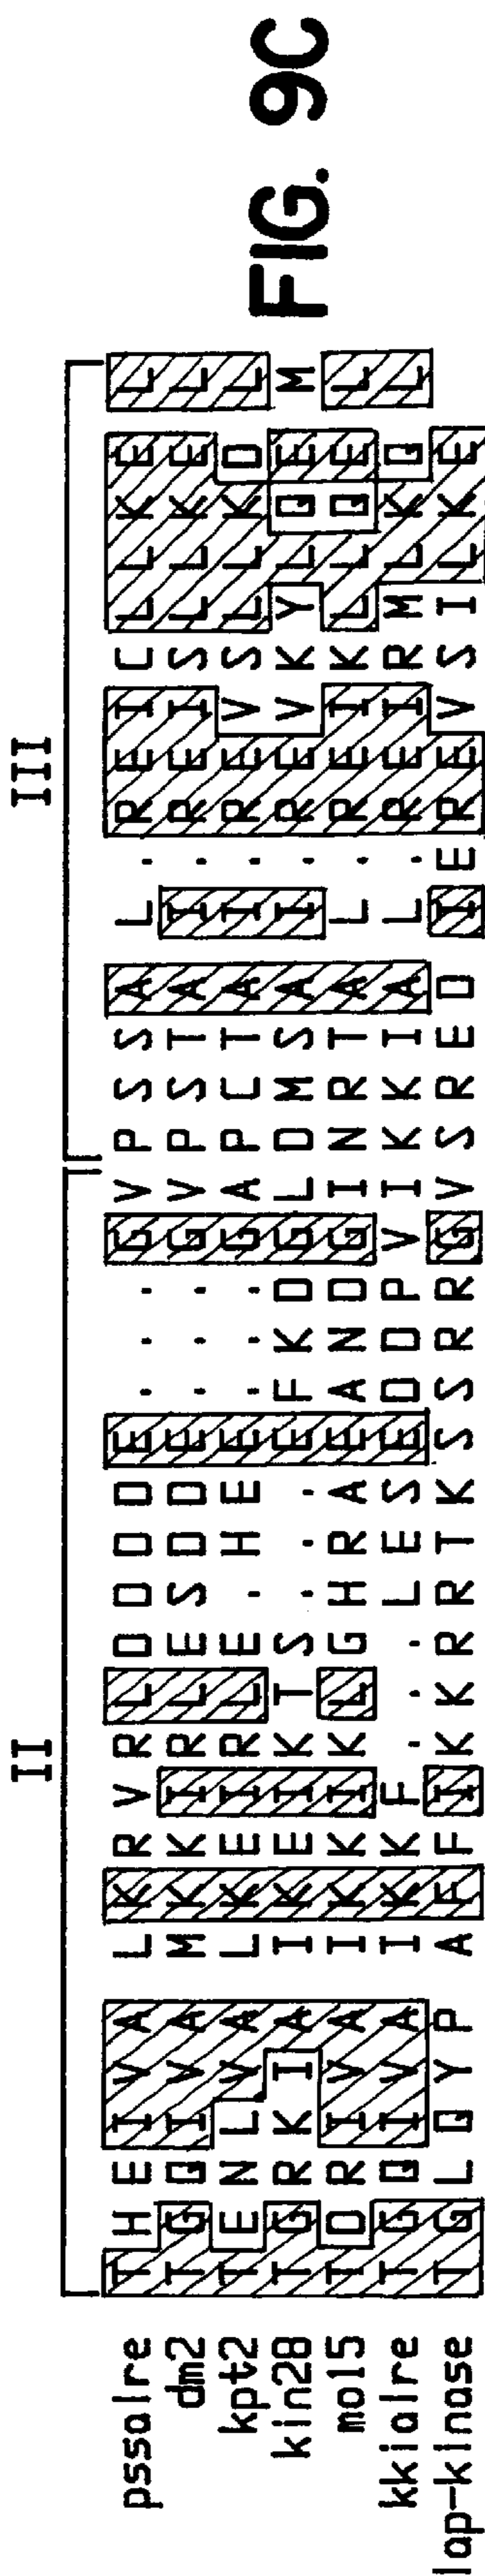 FIG. 9C
II III
pssalre T H E I V A L K R V R L D D D D E . . . G V P S S A L . R E I C L L K E L
dm2 T G Q I V A M K K I R L E S D D E . . . G V P S T A I . R E I S L L K E L
kpt2 T E N L V A L K E I R L E . H E E . . . G A P C T A I . R E V S L L K D L
kin28 T G R K I A I K E I K T S . . . E F K D G L D M S A I . R E V K Y L Q E M
mo15 T D R I V A I K K I K L G H R A E A N D G I N R T A L . R E I K L L Q E L
kkialre T G Q I V A I K K F . . . L E S E D D P V I K K I A L . R E I R M L K Q L
lap-kinase T G L Q Y P A F F I K K R R T K S S R R G V S R E D I E R E V S I L K E